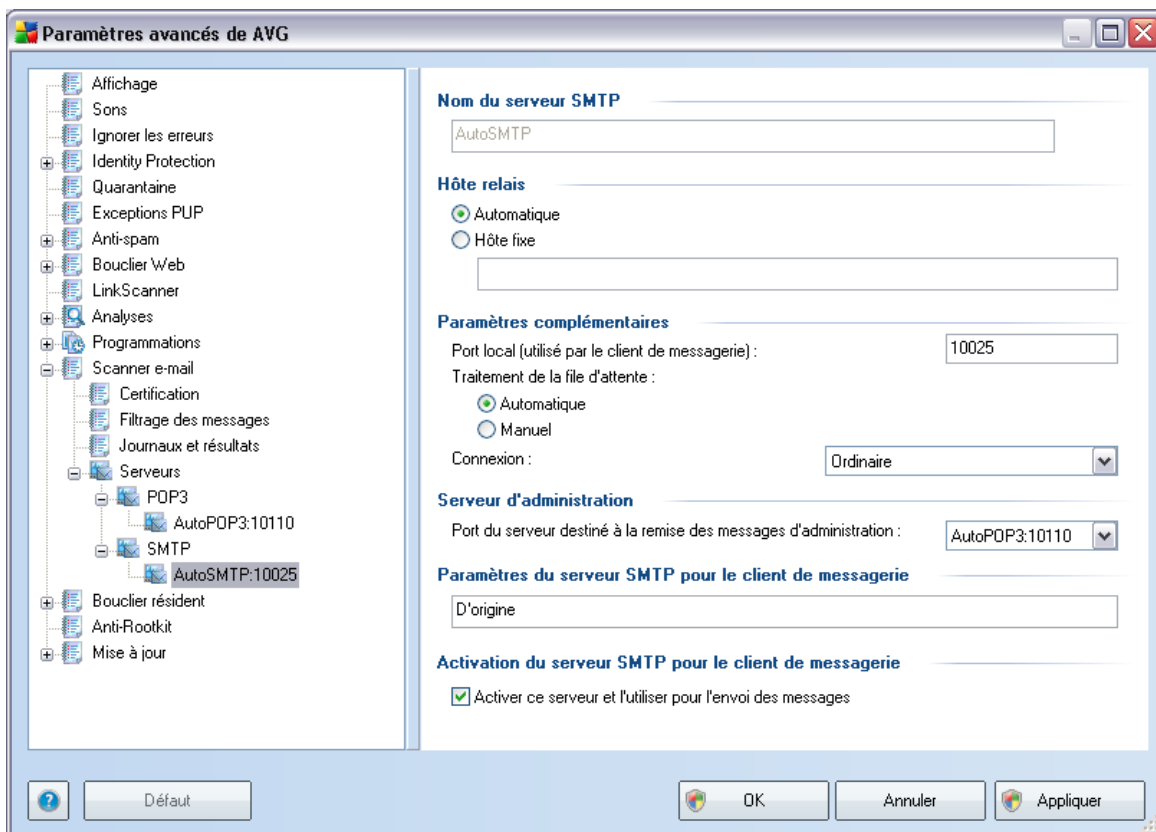 Paramètres avancés de AVG
Affichage
Sons
Ignorer les erreurs
Identity Protection
Quarantaine
Exceptions PUP
Anti-spam
Bouclier Web
LinkScanner
Analyses
Programmations
Scanner e-mail
Certification
Filtrage des messages
Journaux et résultats
Serveurs
POP3
AutoPOP3:10110
SMTP
AutoSMTP:10025
Bouclier résident
Anti-Rootkit
Mise à jour
Nom du serveur SMTP
AutoSMTP
Hôte relais
Automatique
Hôte fixe
Paramètres complémentaires
Port local (utilisé par le client de messagerie) :
10025
Traitement de la file d'attente :
Automatique
Manuel
Connexion :
Ordinaire
Serveur d'administration
Port du serveur destiné à la remise des messages d'administration :
AutoPOP3:10110
Paramètres du serveur SMTP pour le client de messagerie
D'origine
Activation du serveur SMTP pour le client de messagerie
Activer ce serveur et l'utiliser pour l'envoi des messages
?
Défaut
OK
Annuler
Appliquer